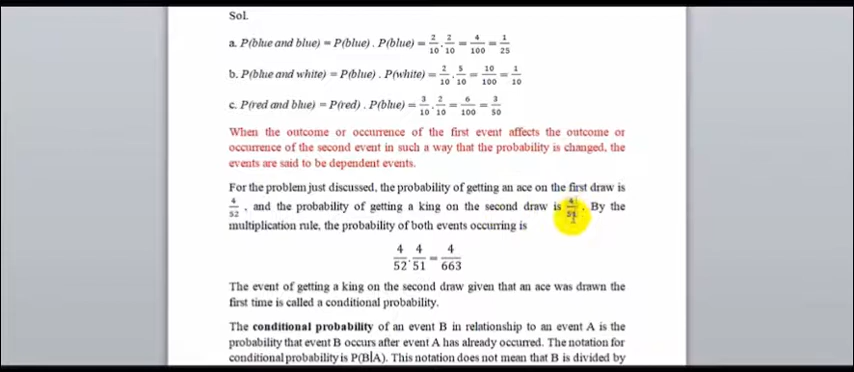 Sol.
a. P(blue and blue) = P(blue) . P(blue) = 2/10 . 2/10 = 4/100 = 1/25
b. P(blue and white) = P(blue) . P(white) = 2/10 . 5/10 = 10/100 = 1/10
c. P(red and blue) = P(red) . P(blue) = 3/10 . 2/10 = 6/100 = 3/50
When the outcome or occurrence of the first event affects the outcome or
occurrence of the second event in such a way that the probability is changed, the
events are said to be dependent events.
For the problem just discussed, the probability of getting an ace on the first draw is
4/52 , and the probability of getting a king on the second draw is 4/51 . By the
multiplication rule, the probability of both events occurring is
4/52 . 4/51 = 4/663
The event of getting a king on the second draw given that an ace was drawn the
first time is called a conditional probability.
The conditional probability of an event B in relationship to an event A is the
probability that event B occurs after event A has already occurred. The notation for
conditional probability is P(B|A). This notation does not mean that B is divided by